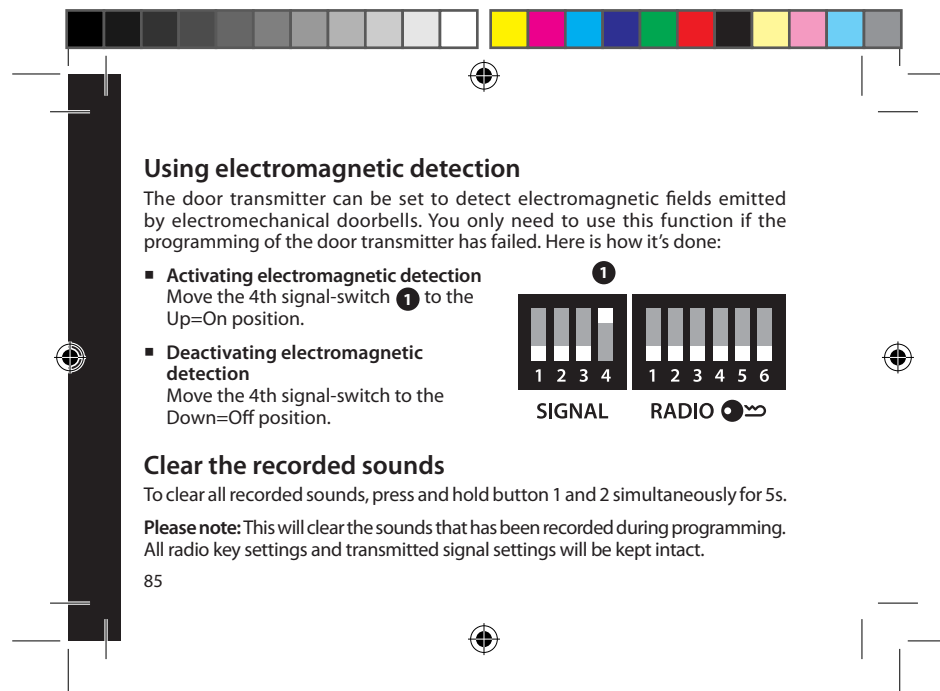 Using electromagnetic detection
The door transmitter can be set to detect electromagnetic fields emitted
by electromechanical doorbells. You only need to use this function if the
programming of the door transmitter has failed. Here is how it's done:
■ Activating electromagnetic detection
Move the 4th signal-switch 1 to the
Up=On position.
■ Deactivating electromagnetic
detection
Move the 4th signal-switch to the
Down=Off position.
1
1 2 3 4
1 2 3 4 5 6
SIGNAL
RADIO
Clear the recorded sounds
To clear all recorded sounds, press and hold button 1 and 2 simultaneously for 5s.
Please note: This will clear the sounds that has been recorded during programming.
All radio key settings and transmitted signal settings will be kept intact.
85